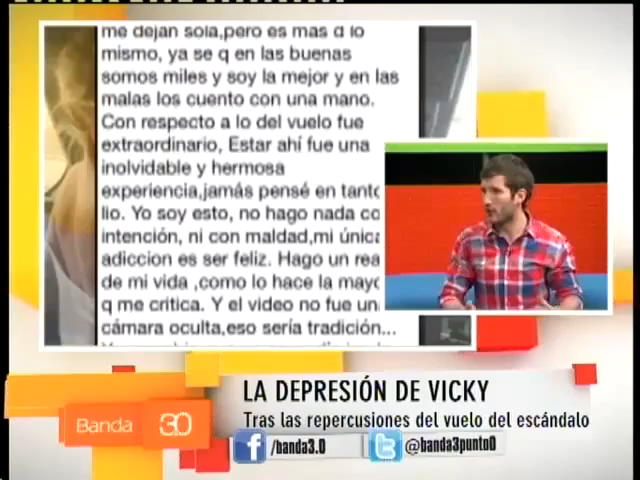 me dejan sola,pero es mas d lo
mismo, ya se q en las buenas
somos miles y soy la mejor y en las
malas los cuento con una mano.
Con respecto a lo del vuelo fue
extraordinario, Estar ahí fue una
inolvidable y hermosa
experiencia,jamás pensé en tanto
lio. Yo soy esto, no hago nada co
intención, ni con maldad,mi única
adiccion es ser feliz. Hago un rea
de mi vida ,como lo hace la mayo
q me critica. Y el video no fue un
cámara oculta,eso sería tradición...
LA DEPRESIÓN DE VICKY
Banda 3.0
Tras las repercusiones del vuelo del escándalo
/banda3.0
@banda3punto0